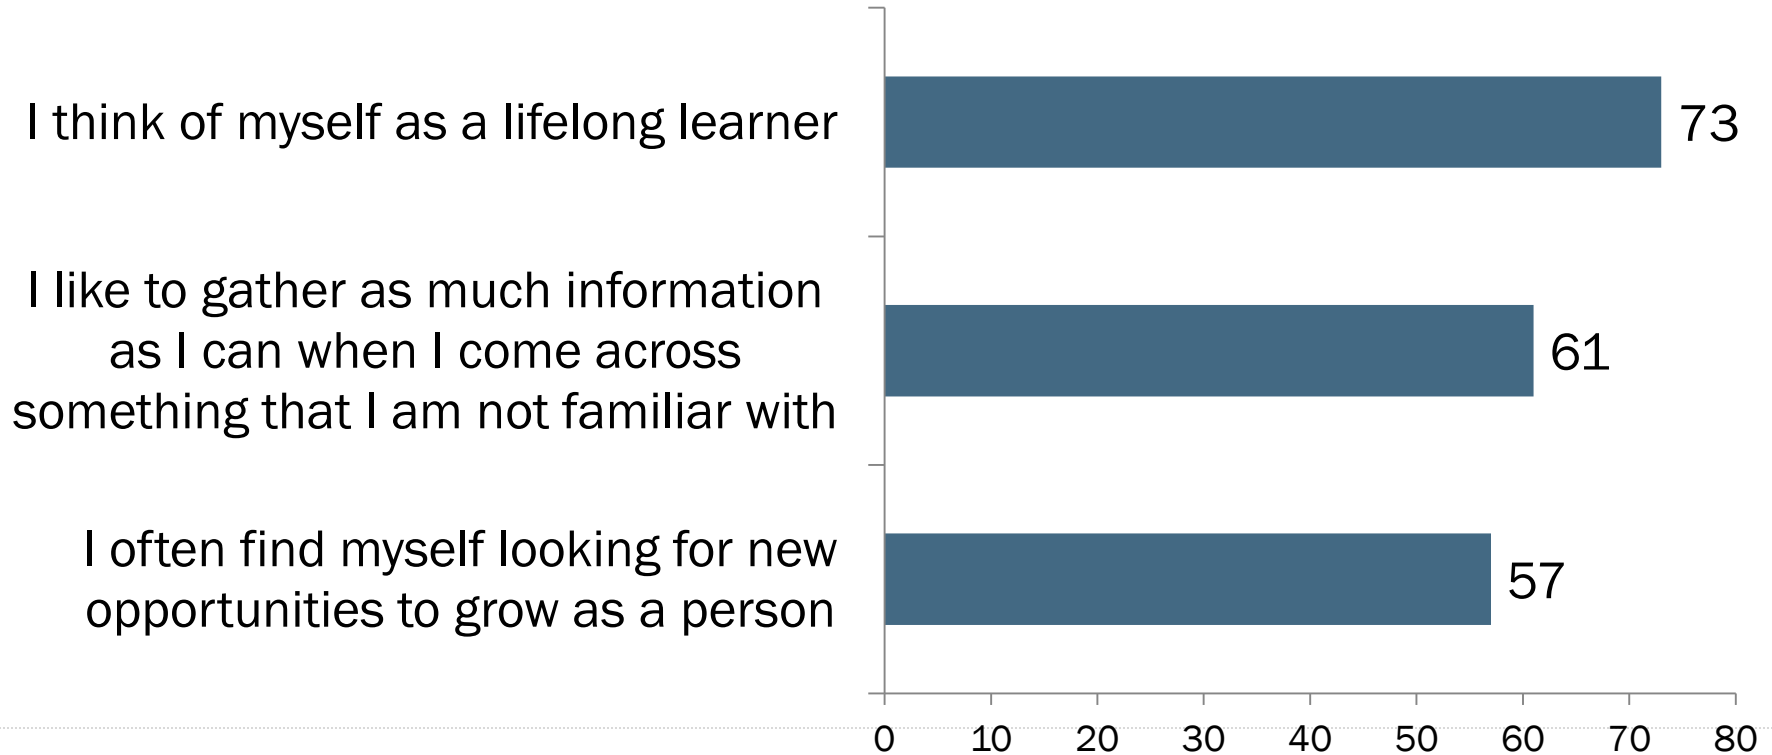 I think of myself as a lifelong learner
73
I like to gather as much information
as I can when I come across
something that I am not familiar with
61
I often find myself looking for new
opportunities to grow as a person
57
0 10 20 30 40 50 60 70 80